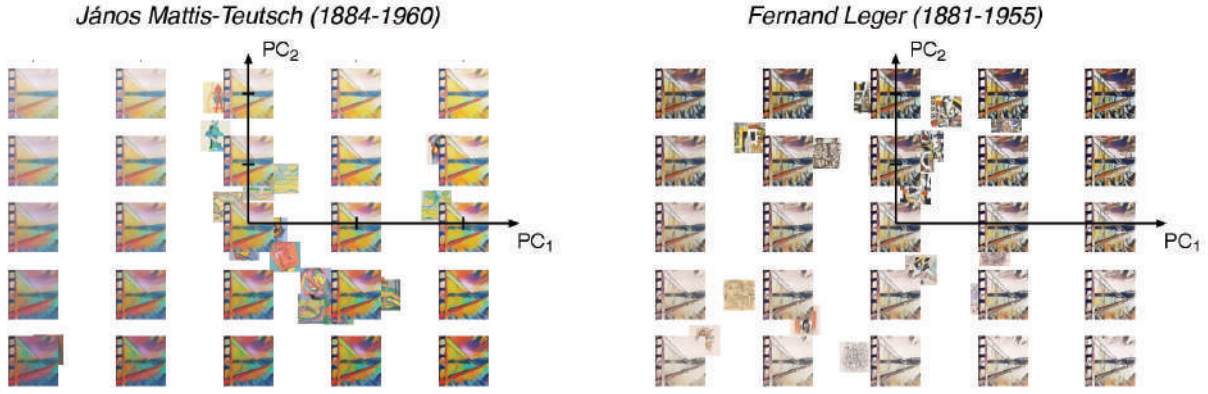 János Mattis-Teutsch (1884-1960)
PC2
PC1
Fernand Leger (1881-1955)
PC2
PC1